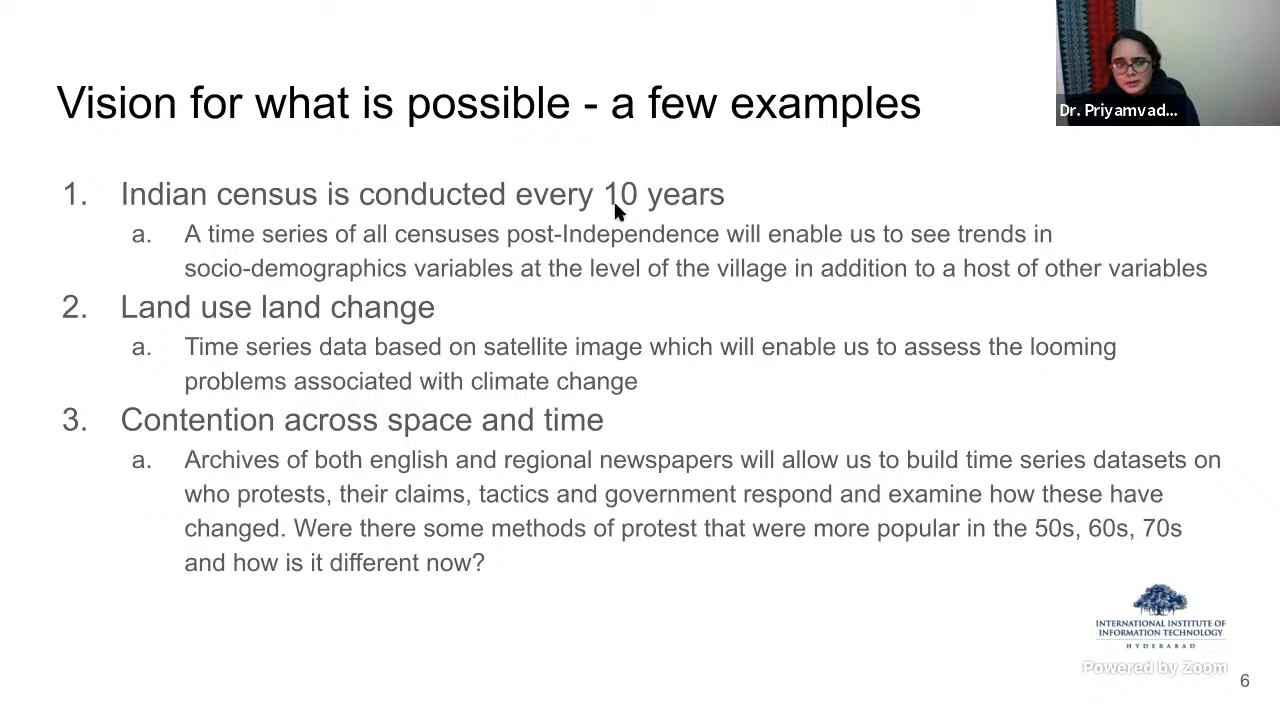 Vision for what is possible - a few examples
Dr. Priyamvad...
1. Indian census is conducted every 10 years
a. A time series of all censuses post-Independence will enable us to see trends in
socio-demographics variables at the level of the village in addition to a host of other variables
2. Land use land change
a. Time series data based on satellite image which will enable us to assess the looming
problems associated with climate change
3. Contention across space and time
a. Archives of both english and regional newspapers will allow us to build time series datasets on
who protests, their claims, tactics and government respond and examine how these have
changed. Were there some methods of protest that were more popular in the 50s, 60s, 70s
and how is it different now?
INTERNATIONAL INSTITUTE OF
INFORMATION TECHNOLOGY
HYDERABAD
Powered by Zoom
6